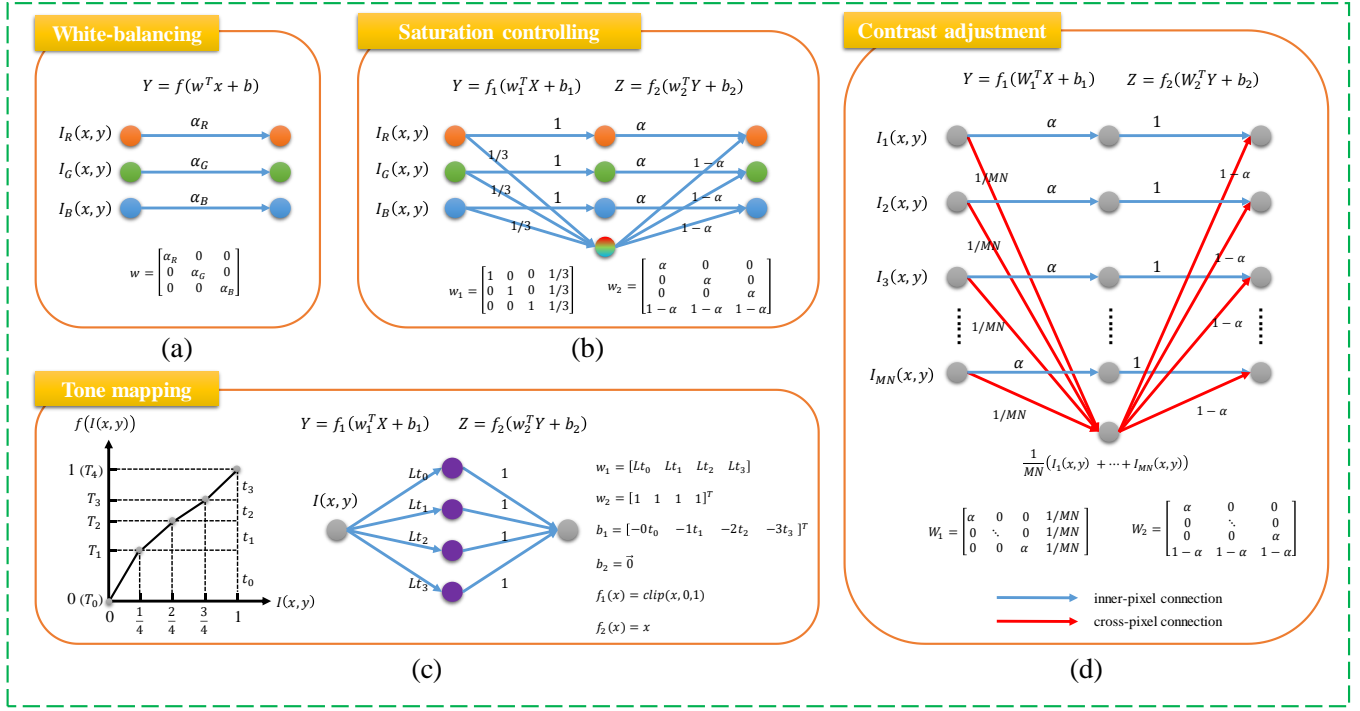 White-balancing
Y = f(w^T x + b)
I_R(x, y) α_R
I_G(x, y) α_G
I_B(x, y) α_B
w = [α_R 0 0
0 α_G 0
0 0 α_B]
(a)
Saturation controlling
Y = f_1(w_1^T X + b_1) Z = f_2(w_2^T Y + b_2)
I_R(x, y) 1 α
1/3 1 − α
I_G(x, y) 1 α
1/3 1 − α
I_B(x, y) 1 α
1/3 1 − α
w_1 = [1 0 0 1/3
0 1 0 1/3
0 0 1 1/3]
w_2 = [α 0 0
0 α 0
0 0 α
1 − α 1 − α 1 − α]
(b)
Tone mapping
f(I(x, y))
1 (T_4)
T_3
T_2
T_1
0 (T_0)
t_3
t_2
t_1
t_0
0 1/4 2/4 3/4 1 I(x, y)
Y = f_1(w_1^T X + b_1) Z = f_2(w_2^T Y + b_2)
I(x, y)
Lt_0 1
Lt_1 1
Lt_2 1
Lt_3 1
w_1 = [Lt_0 Lt_1 Lt_2 Lt_3]
w_2 = [1 1 1 1]^T
b_1 = [−0t_0 −1t_1 −2t_2 −3t_3 ]^T
b_2 = 0⃗
f_1(x) = clip(x, 0,1)
f_2(x) = x
(c)
Contrast adjustment
Y = f_1(W_1^T X + b_1) Z = f_2(W_2^T Y + b_2)
I_1(x, y) α 1
1/MN 1 − α
I_2(x, y) α 1
1/MN 1 − α
I_3(x, y) α 1
1/MN 1 − α
I_MN(x, y) α 1
1/MN 1 − α
1/MN (I_1(x, y) + ⋯ + I_MN(x, y))
W_1 = [α 0 0 1/MN
0 ⋱ 0 1/MN
0 0 α 1/MN]
W_2 = [α 0 0
0 ⋱ 0
0 0 α
1 − α 1 − α 1 − α]
inner-pixel connection
cross-pixel connection
(d)